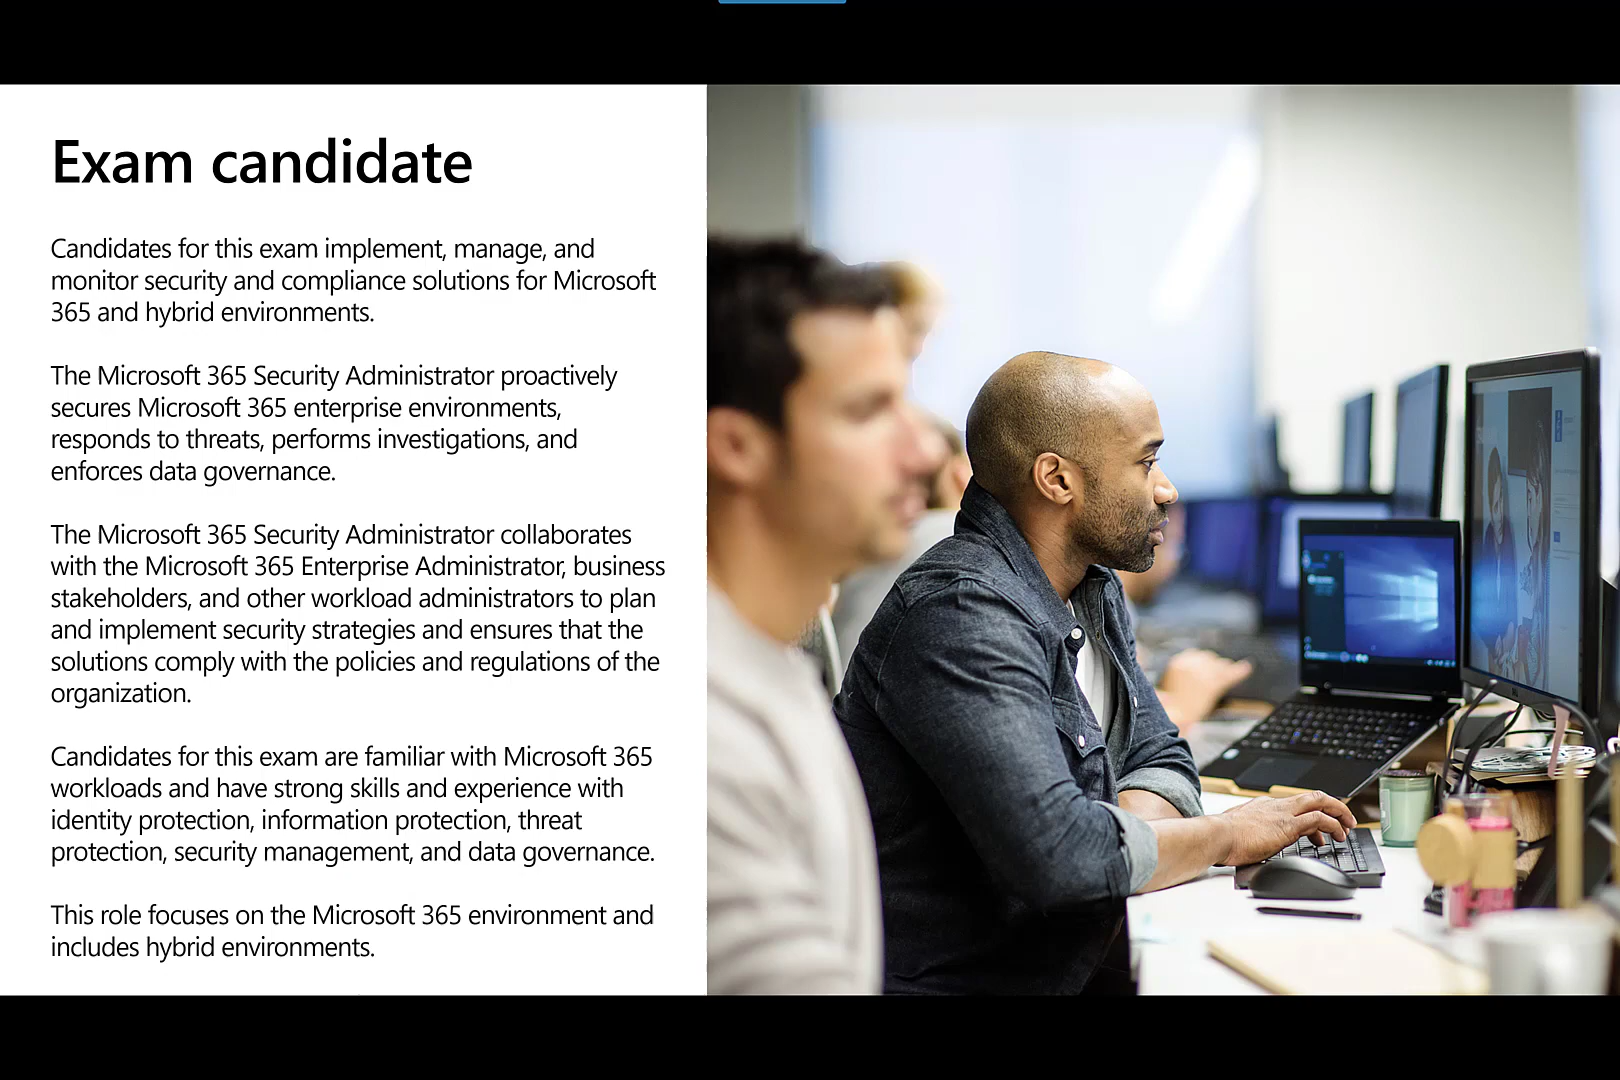 Exam candidate
Candidates for this exam implement, manage, and
monitor security and compliance solutions for Microsoft
365 and hybrid environments.
The Microsoft 365 Security Administrator proactively
secures Microsoft 365 enterprise environments,
responds to threats, performs investigations, and
enforces data governance.
The Microsoft 365 Security Administrator collaborates
with the Microsoft 365 Enterprise Administrator, business
stakeholders, and other workload administrators to plan
and implement security strategies and ensures that the
solutions comply with the policies and regulations of the
organization.
Candidates for this exam are familiar with Microsoft 365
workloads and have strong skills and experience with
identity protection, information protection, threat
protection, security management, and data governance.
This role focuses on the Microsoft 365 environment and
includes hybrid environments.